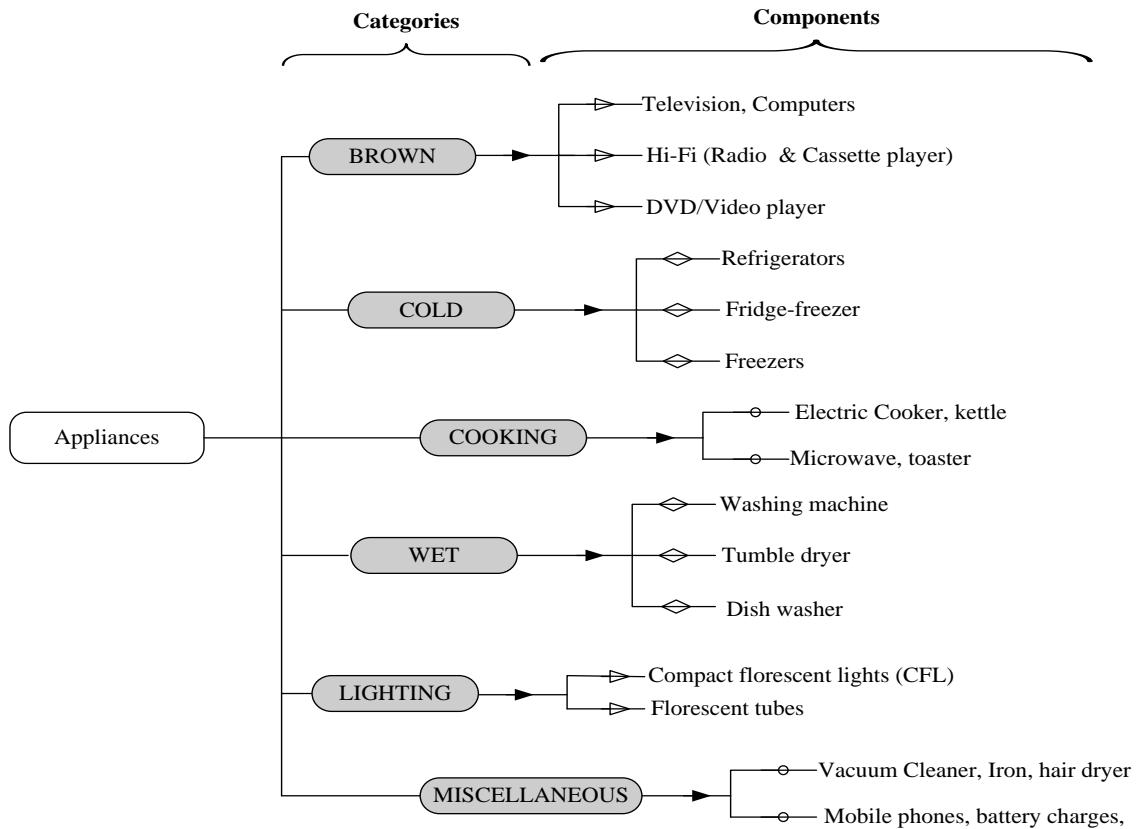 Categories
Components
BROWN
Television, Computers
Hi-Fi (Radio & Cassette player)
DVD/Video player
COLD
Refrigerators
Fridge-freezer
Freezers
Appliances
COOKING
Electric Cooker, kettle
Microwave, toaster
WET
Washing machine
Tumble dryer
Dish washer
LIGHTING
Compact florescent lights (CFL)
Florescent tubes
MISCELLANEOUS
Vacuum Cleaner, Iron, hair dryer
Mobile phones, battery charges,